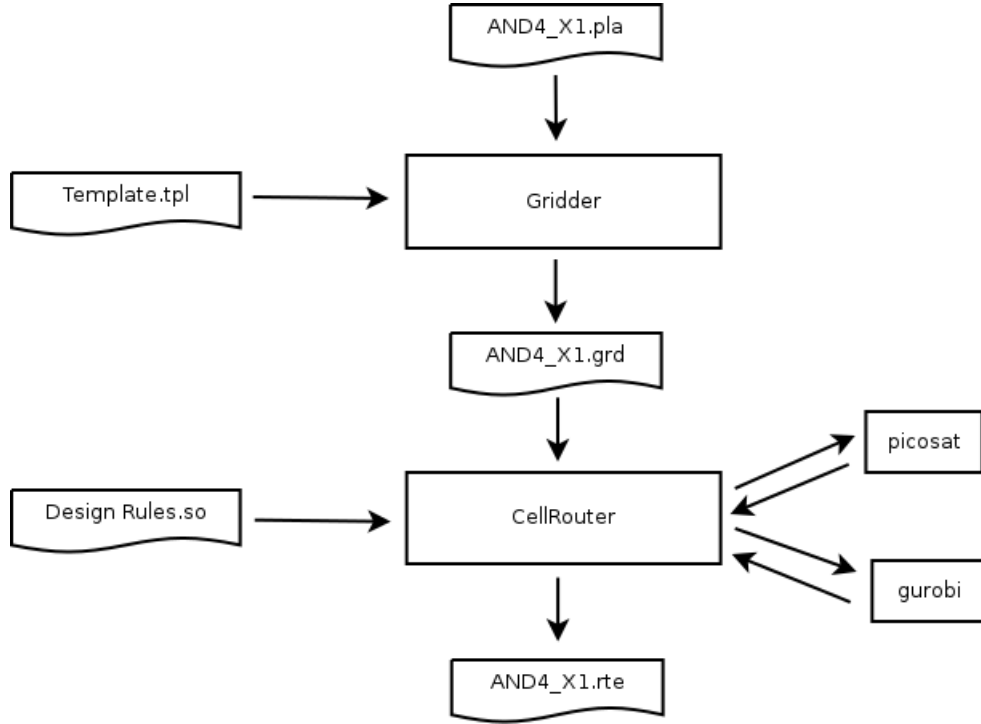 AND4_X1.pla
Template.tpl
Gridder
AND4_X1.grd
picosat
Design Rules.so
CellRouter
gurobi
AND4_X1.rte